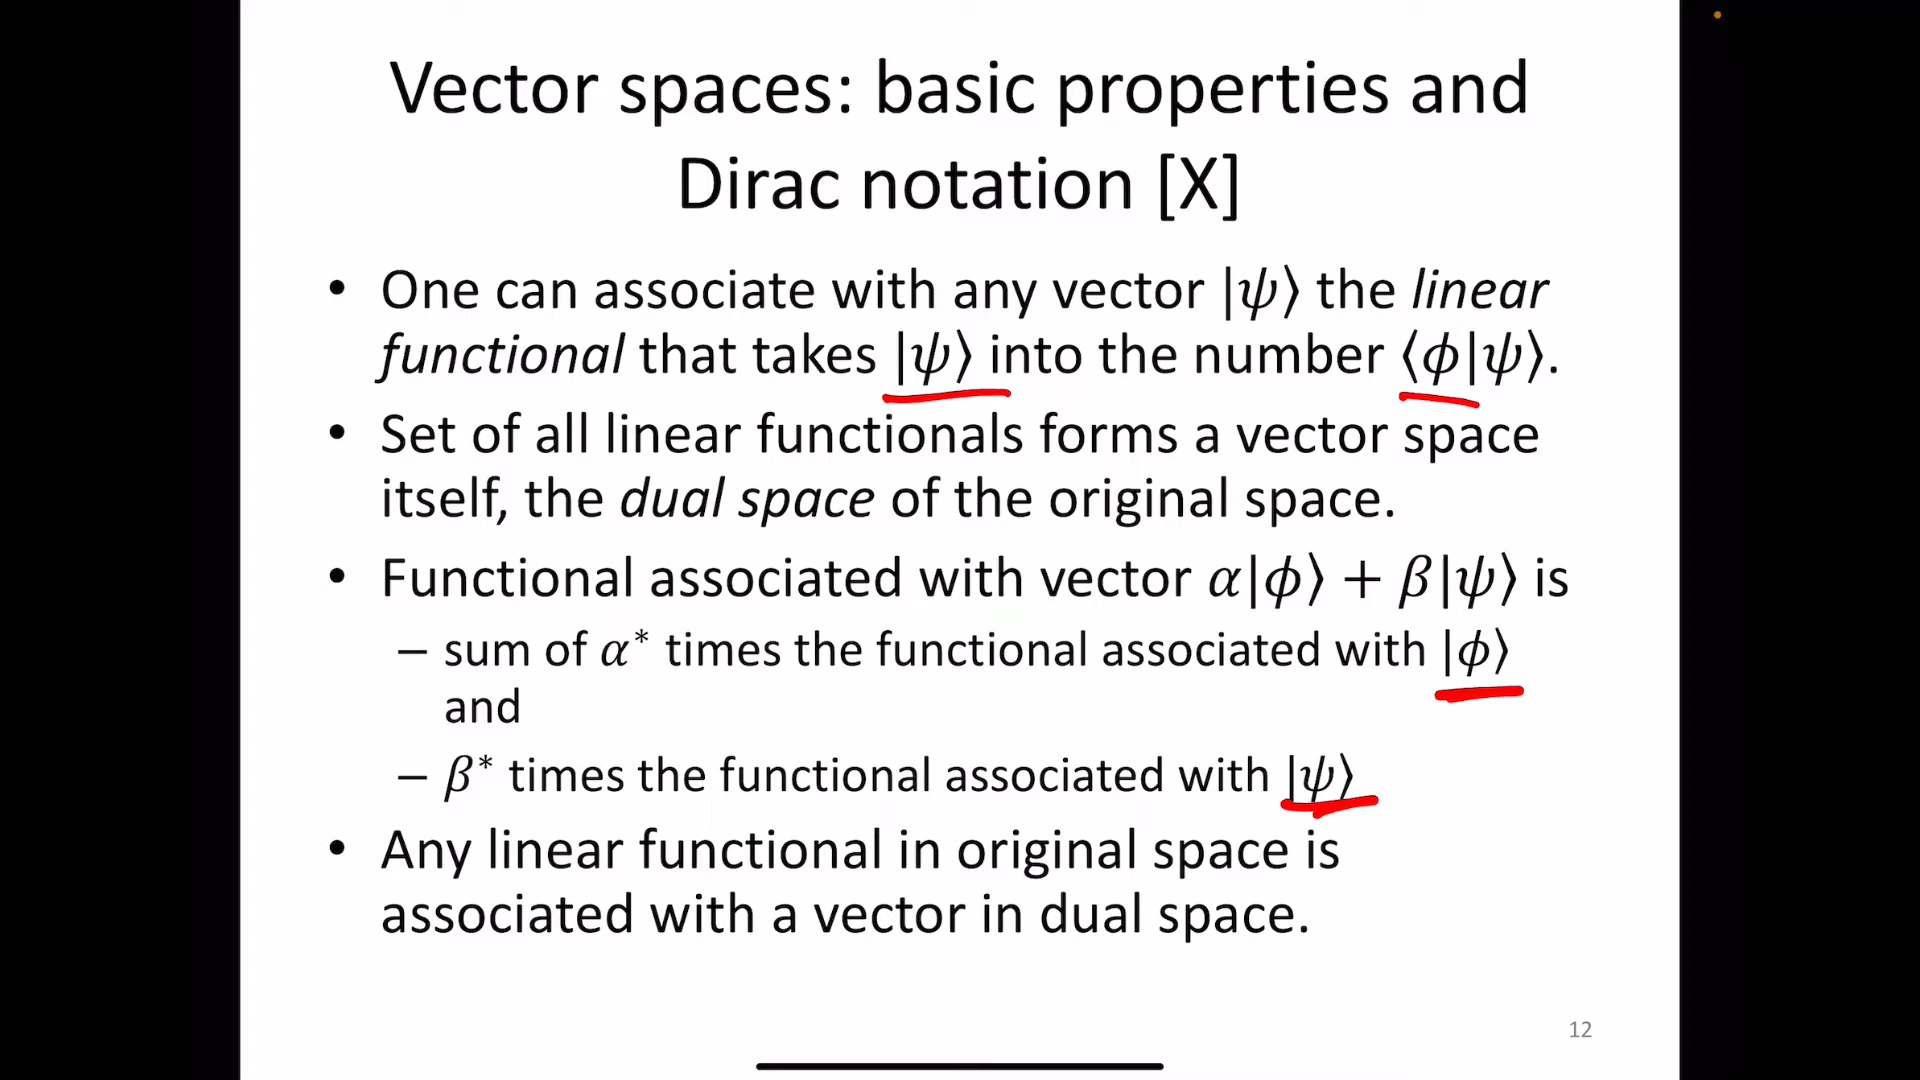 Vector spaces: basic properties and
Dirac notation [X]
• One can associate with any vector |𝜓⟩ the linear
functional that takes |𝜓⟩ into the number ⟨𝜙|𝜓⟩.
• Set of all linear functionals forms a vector space
itself, the dual space of the original space.
• Functional associated with vector 𝛼|𝜙⟩ + 𝛽|𝜓⟩ is
– sum of 𝛼* times the functional associated with |𝜙⟩
and
– 𝛽* times the functional associated with |𝜓⟩
• Any linear functional in original space is
associated with a vector in dual space.
12